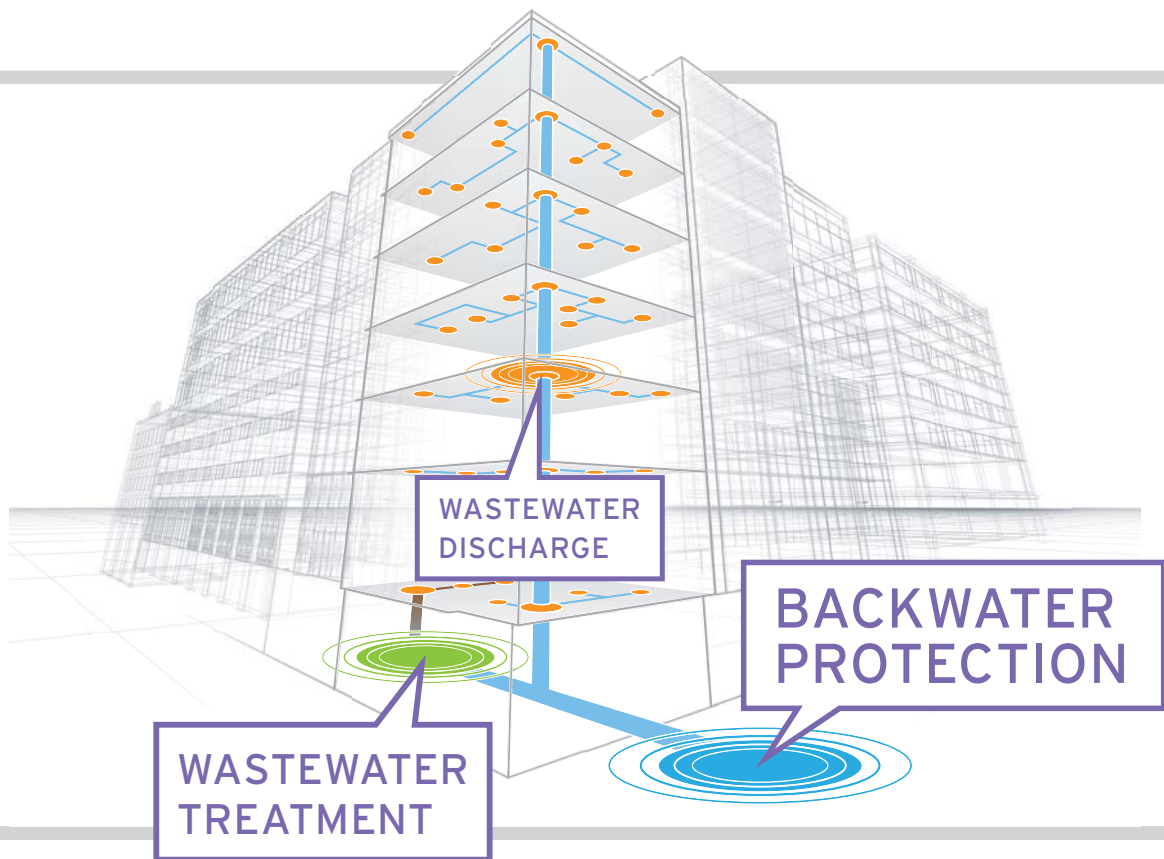 WASTEWATER
DISCHARGE
BACKWATER
PROTECTION
WASTEWATER
TREATMENT